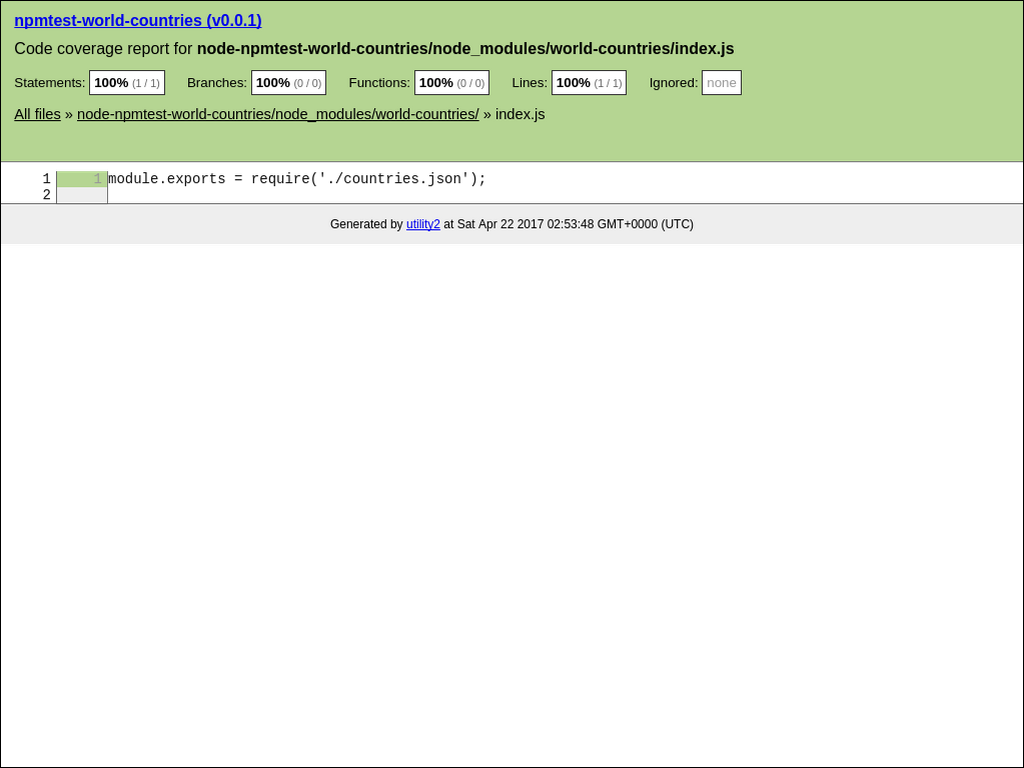 npmtest-world-countries (v0.0.1)
Code coverage report for node-npmtest-world-countries/node_modules/world-countries/index.js
Statements: 100% (1 / 1) Branches: 100% (0 / 0) Functions: 100% (0 / 0) Lines: 100% (1 / 1) Ignored: none
All files » node-npmtest-world-countries/node_modules/world-countries/ » index.js
1 1 module.exports = require('./countries.json');
2
Generated by utility2 at Sat Apr 22 2017 02:53:48 GMT+0000 (UTC)